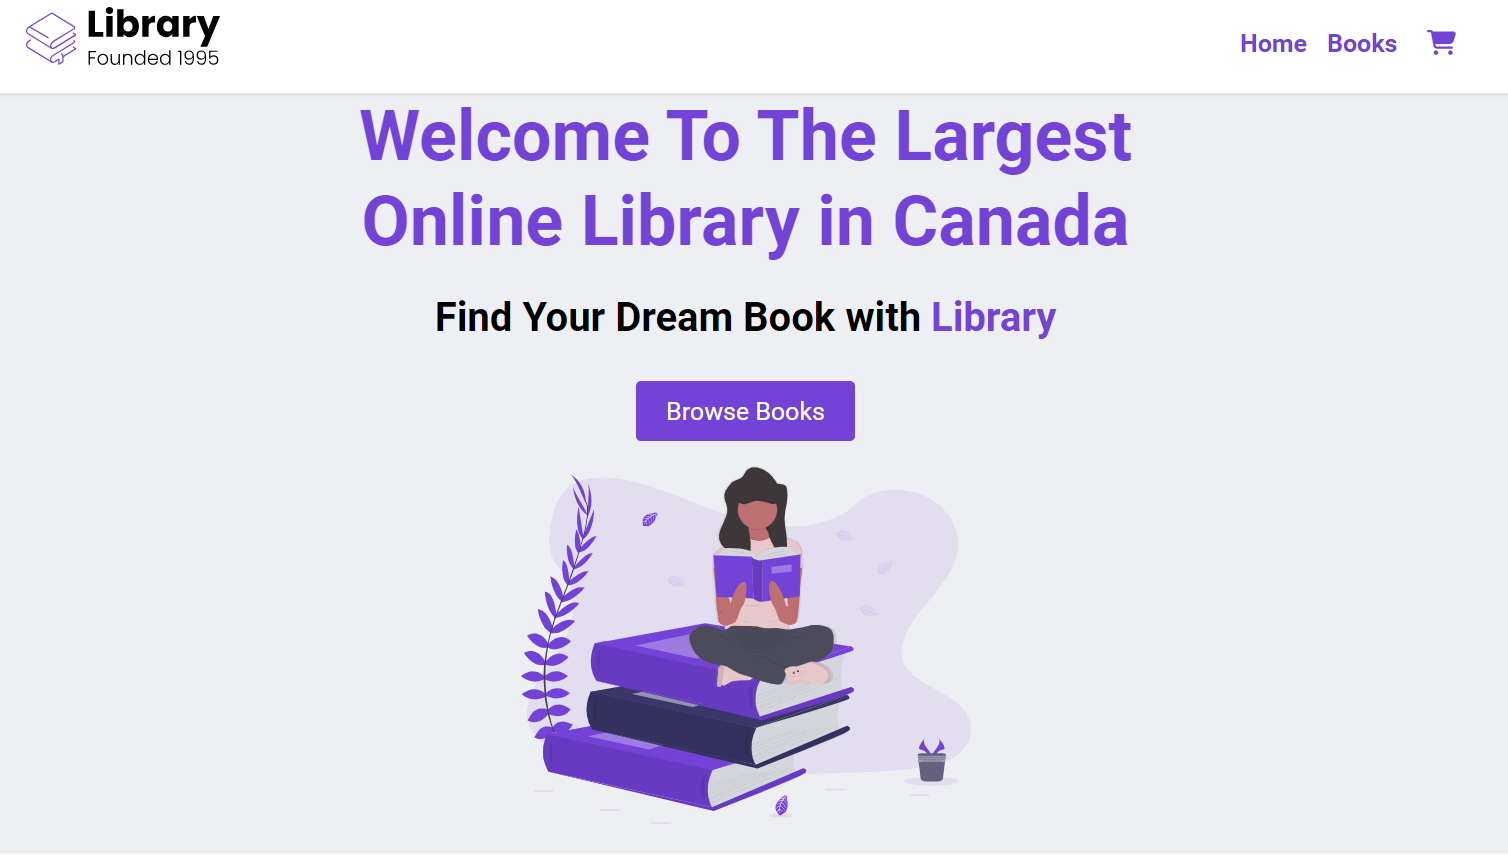 Library
Founded 1995
Home
Books
Welcome To The Largest
Online Library in Canada
Find Your Dream Book with Library
Browse Books